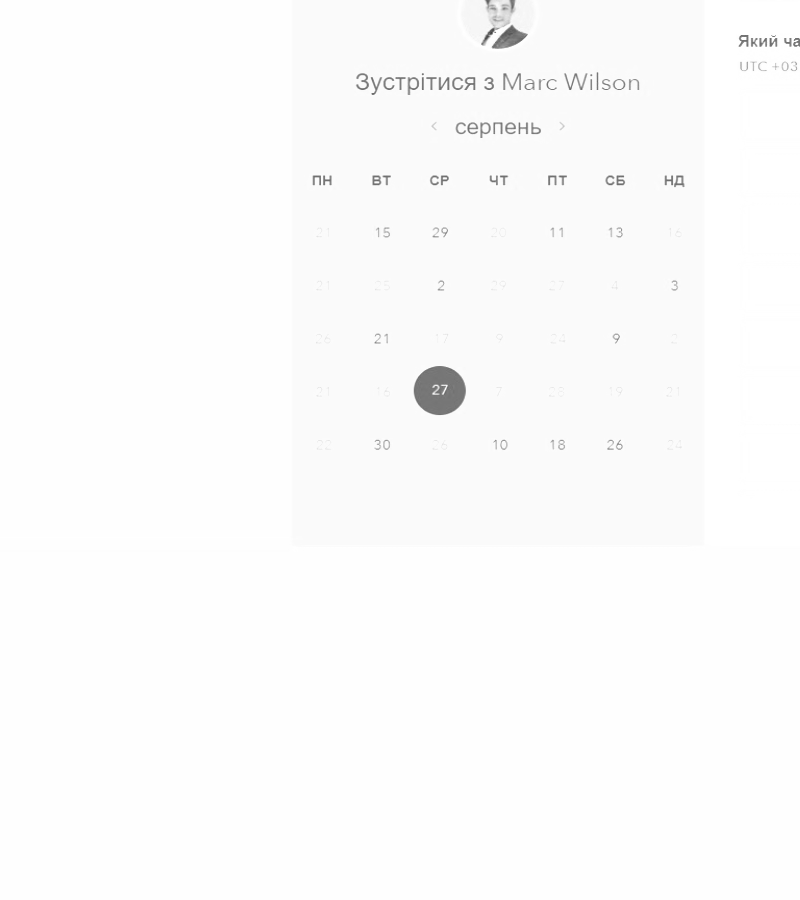 Зустрітися з Marc Wilson
серпень
ПН ВТ СР ЧТ ПТ СБ НД
21 15 29 20 11 13 16
21 25 2 29 27 4 3
26 21 17 9 24 9 2
21 16 27 7 23 19 21
22 30 26 10 18 26 24
Який ча
UTC +03